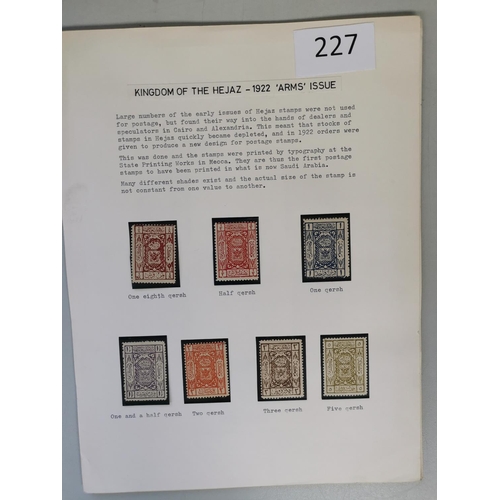 227
KINGDOM OF THE HEJAZ - 1922 'ARMS' ISSUE
Large numbers of the early issues of Hejaz stamps were not used
for postage, but found their way into the hands of dealers and
speculators in Cairo and Alexandria. This meant that stocks of
stamps in Hejaz quickly became depleted, and in 1922 orders were
given to produce a new design for postage stamps.
This was done and the stamps were printed by typography at the
State Printing Works in Mecca. They are thus the first postage
stamps to have been printed in what is now Saudi Arabia.
Many different shades exist and the actual size of the stamp is
not constant from one value to another.
One eighth qersh
Half qersh
One qersh
One and a half qersh
Two qersh
Three qersh
Five qersh